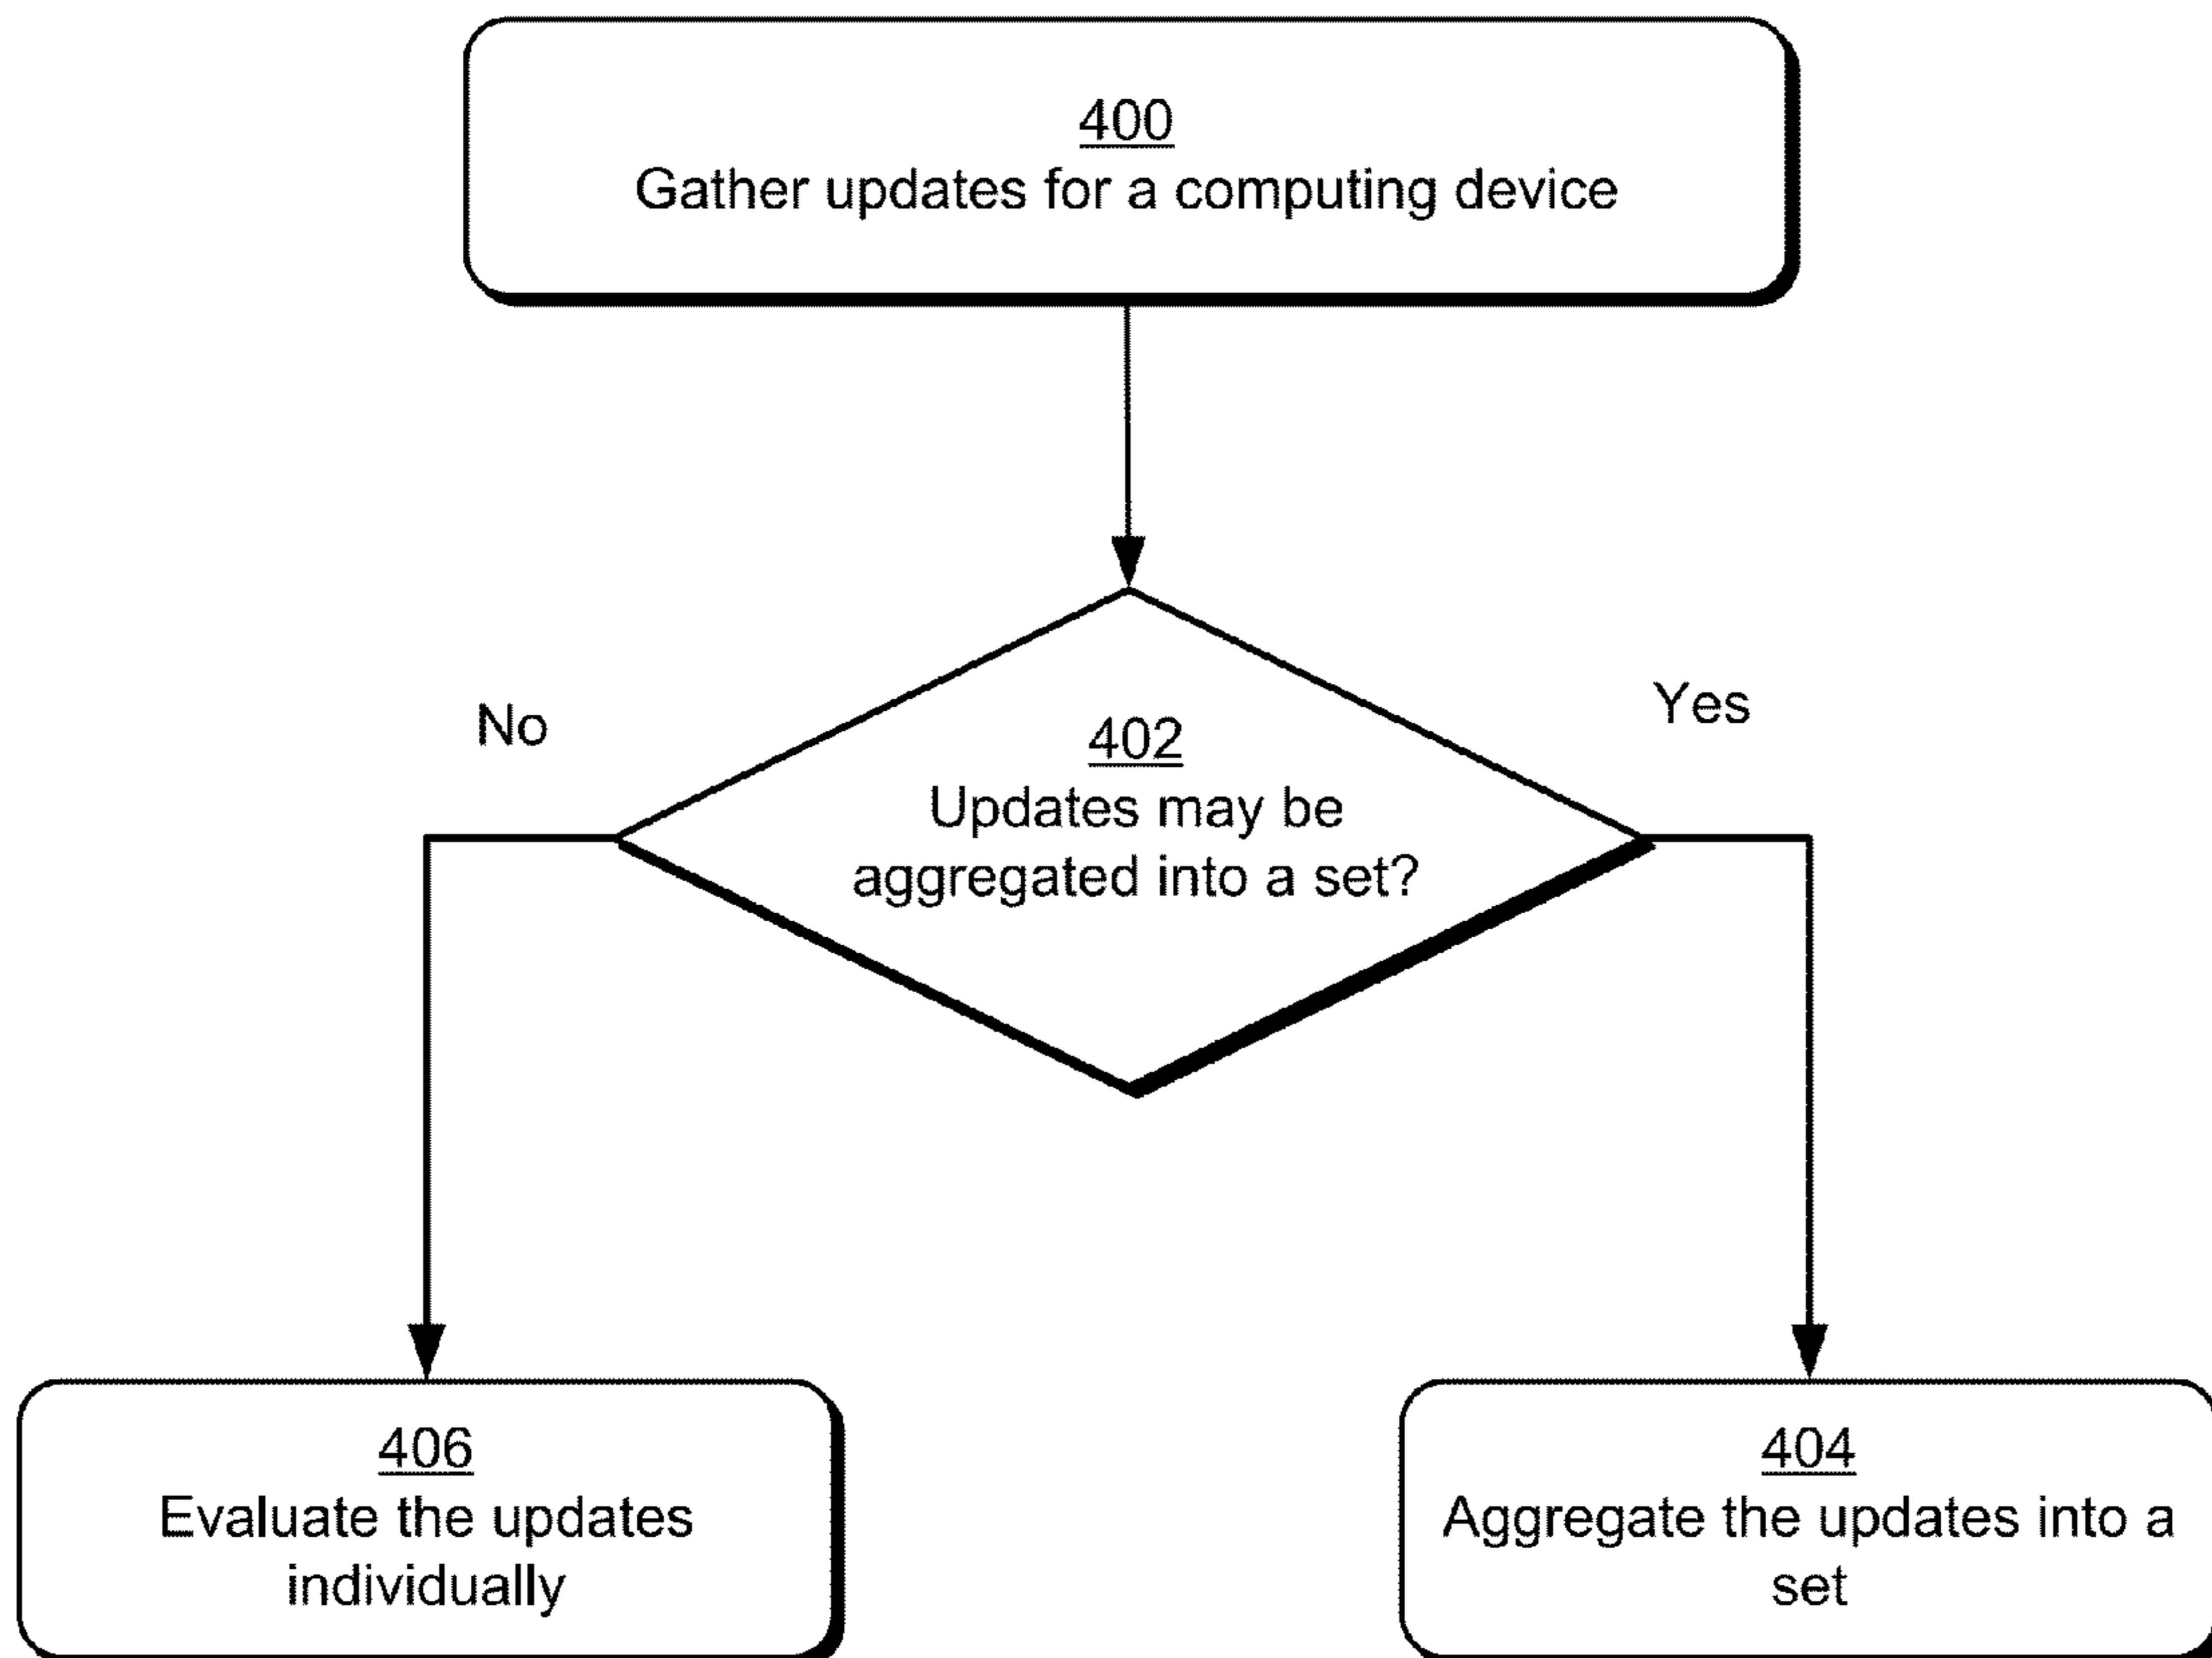 400
Gather updates for a computing device
No
Yes
402
Updates may be
aggregated into a set?
406
Evaluate the updates
individually
404
Aggregate the updates into a
set